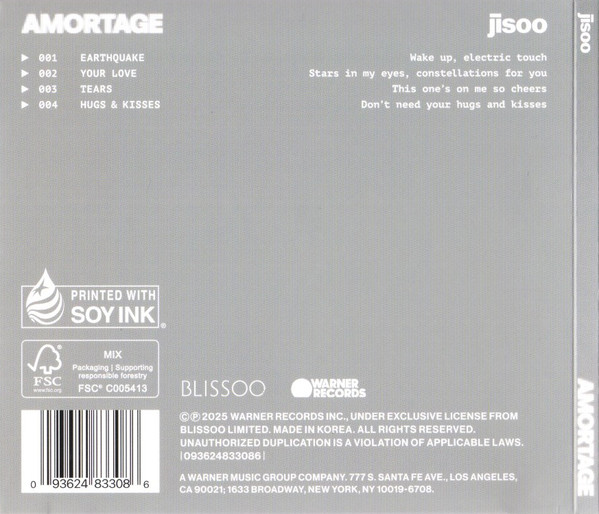 AMORTAGE
jisoo
▶ 001 EARTHQUAKE Wake up, electric touch
▶ 002 YOUR LOVE Stars in my eyes, constellations for you
▶ 003 TEARS This one's on me so cheers
▶ 004 HUGS & KISSES Don't need your hugs and kisses
PRINTED WITH
SOY INK®
FSC
www.fsc.org
MIX
Packaging | Supporting
responsible forestry
FSC® C005413
BLISSOO
WARNER
RECORDS
©℗ 2025 WARNER RECORDS INC., UNDER EXCLUSIVE LICENSE FROM
BLISSOO LIMITED. MADE IN KOREA. ALL RIGHTS RESERVED.
UNAUTHORIZED DUPLICATION IS A VIOLATION OF APPLICABLE LAWS.
|093624833086|
A WARNER MUSIC GROUP COMPANY. 777 S. SANTA FE AVE., LOS ANGELES,
CA 90021; 1633 BROADWAY, NEW YORK, NY 10019-6708.
0 93624 83308 6
jisoo
AMORTAGE